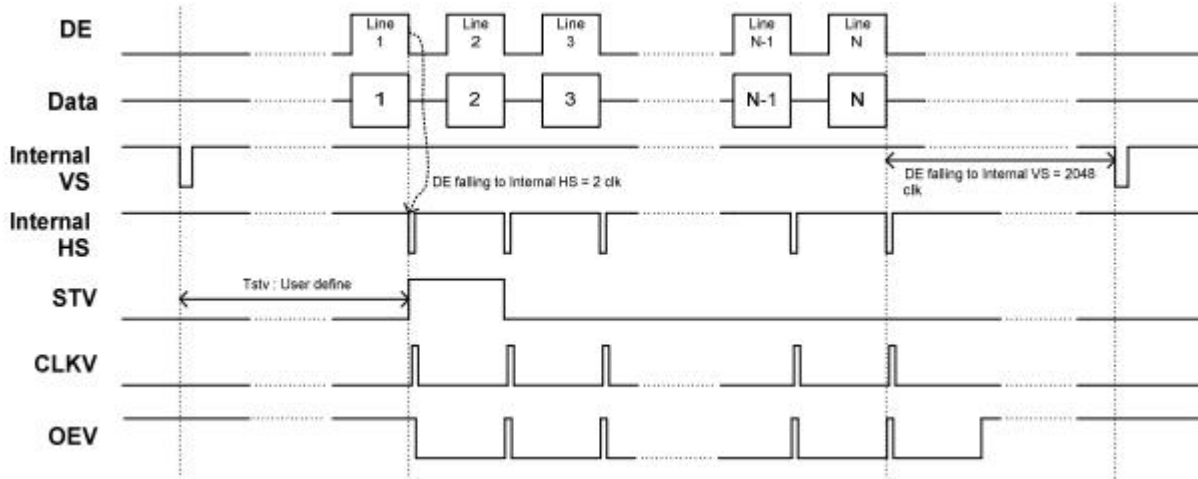 DE
Line
1
Line
2
Line
3
Line
N-1
Line
N
Data
1
2
3
N-1
N
Internal
VS
DE falling to Internal HS = 2 clk
DE falling to Internal VS = 2048
clk
Internal
HS
STV
Tstv : User define
CLKV
OEV